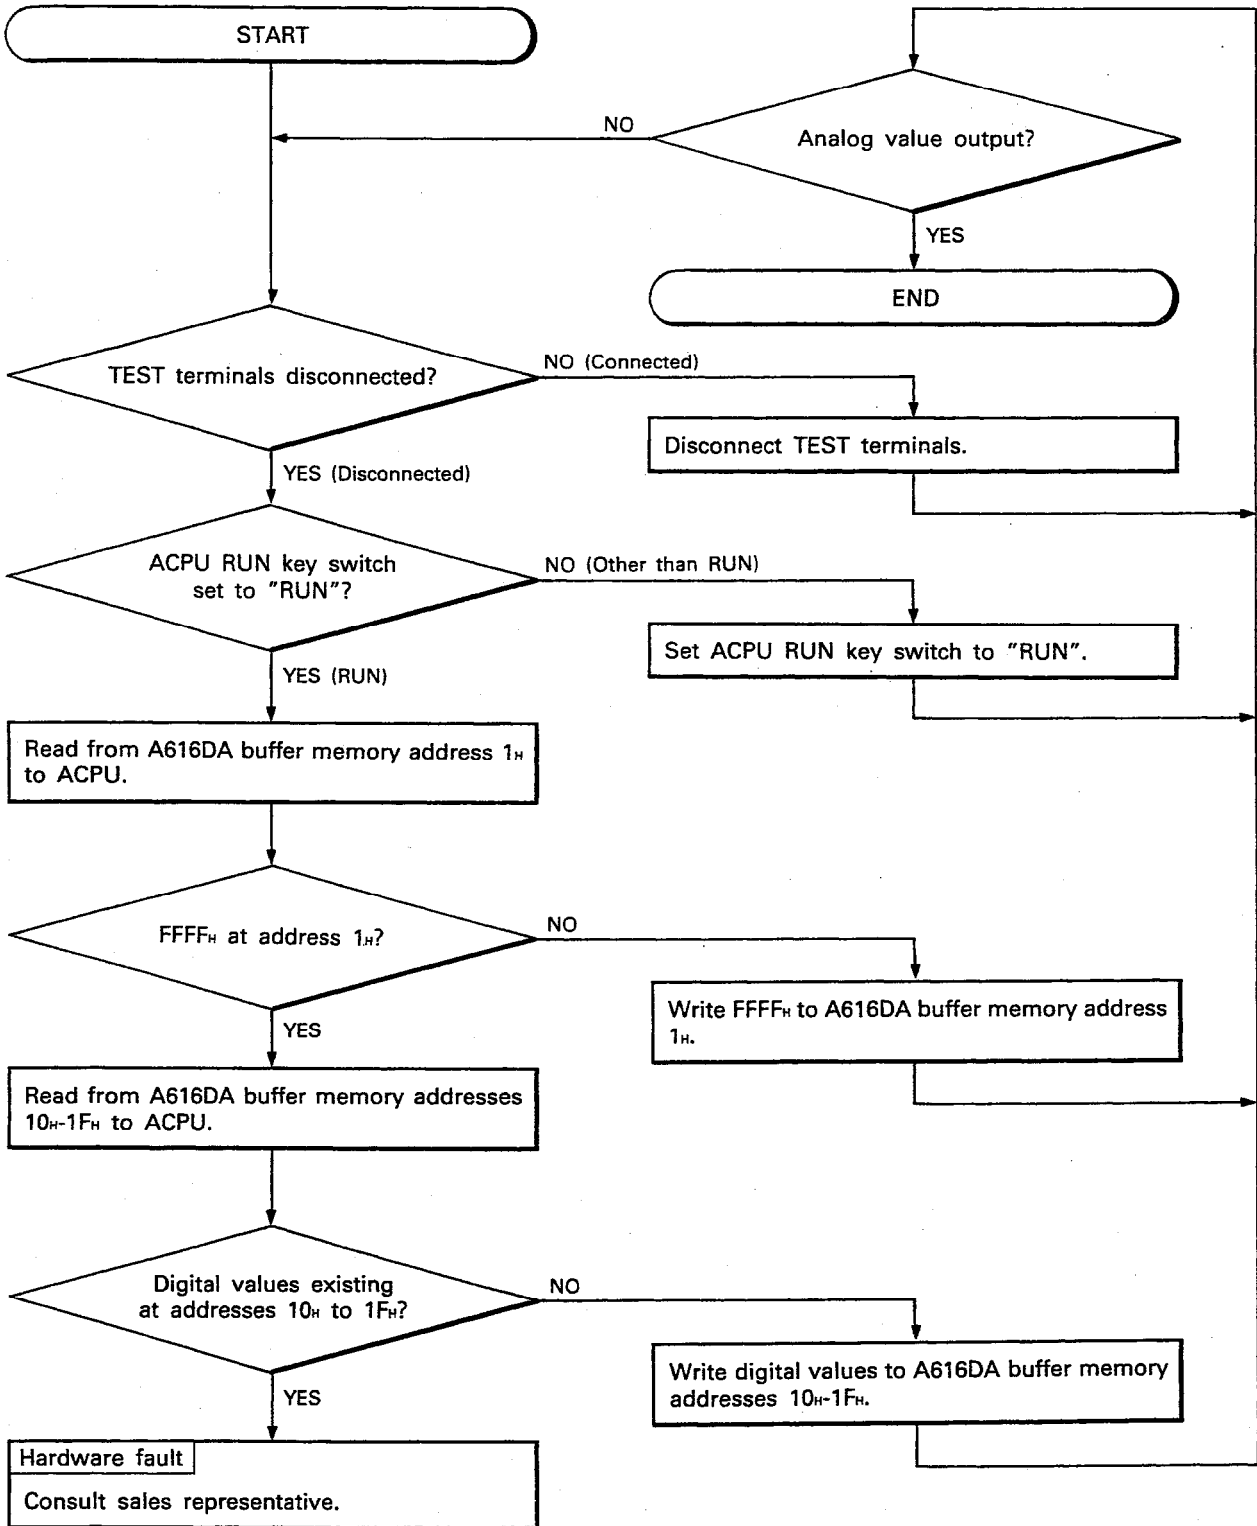 START
NO
Analog value output?
YES
END
TEST terminals disconnected?
NO (Connected)
Disconnect TEST terminals.
YES (Disconnected)
ACPU RUN key switch
set to "RUN"?
NO (Other than RUN)
Set ACPU RUN key switch to "RUN".
YES (RUN)
Read from A616DA buffer memory address 1H
to ACPU.
FFFFH at address 1H?
NO
Write FFFFH to A616DA buffer memory address
1H.
YES
Read from A616DA buffer memory addresses
10H-1FH to ACPU.
Digital values existing
at addresses 10H to 1FH?
NO
Write digital values to A616DA buffer memory
addresses 10H-1FH.
YES
Hardware fault
Consult sales representative.